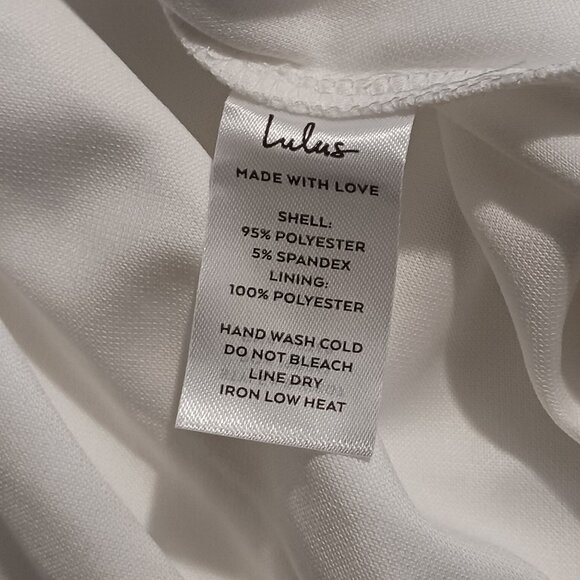 Lulus
MADE WITH LOVE
SHELL:
95% POLYESTER
5% SPANDEX
LINING:
100% POLYESTER
HAND WASH COLD
DO NOT BLEACH
LINE DRY
IRON LOW HEAT